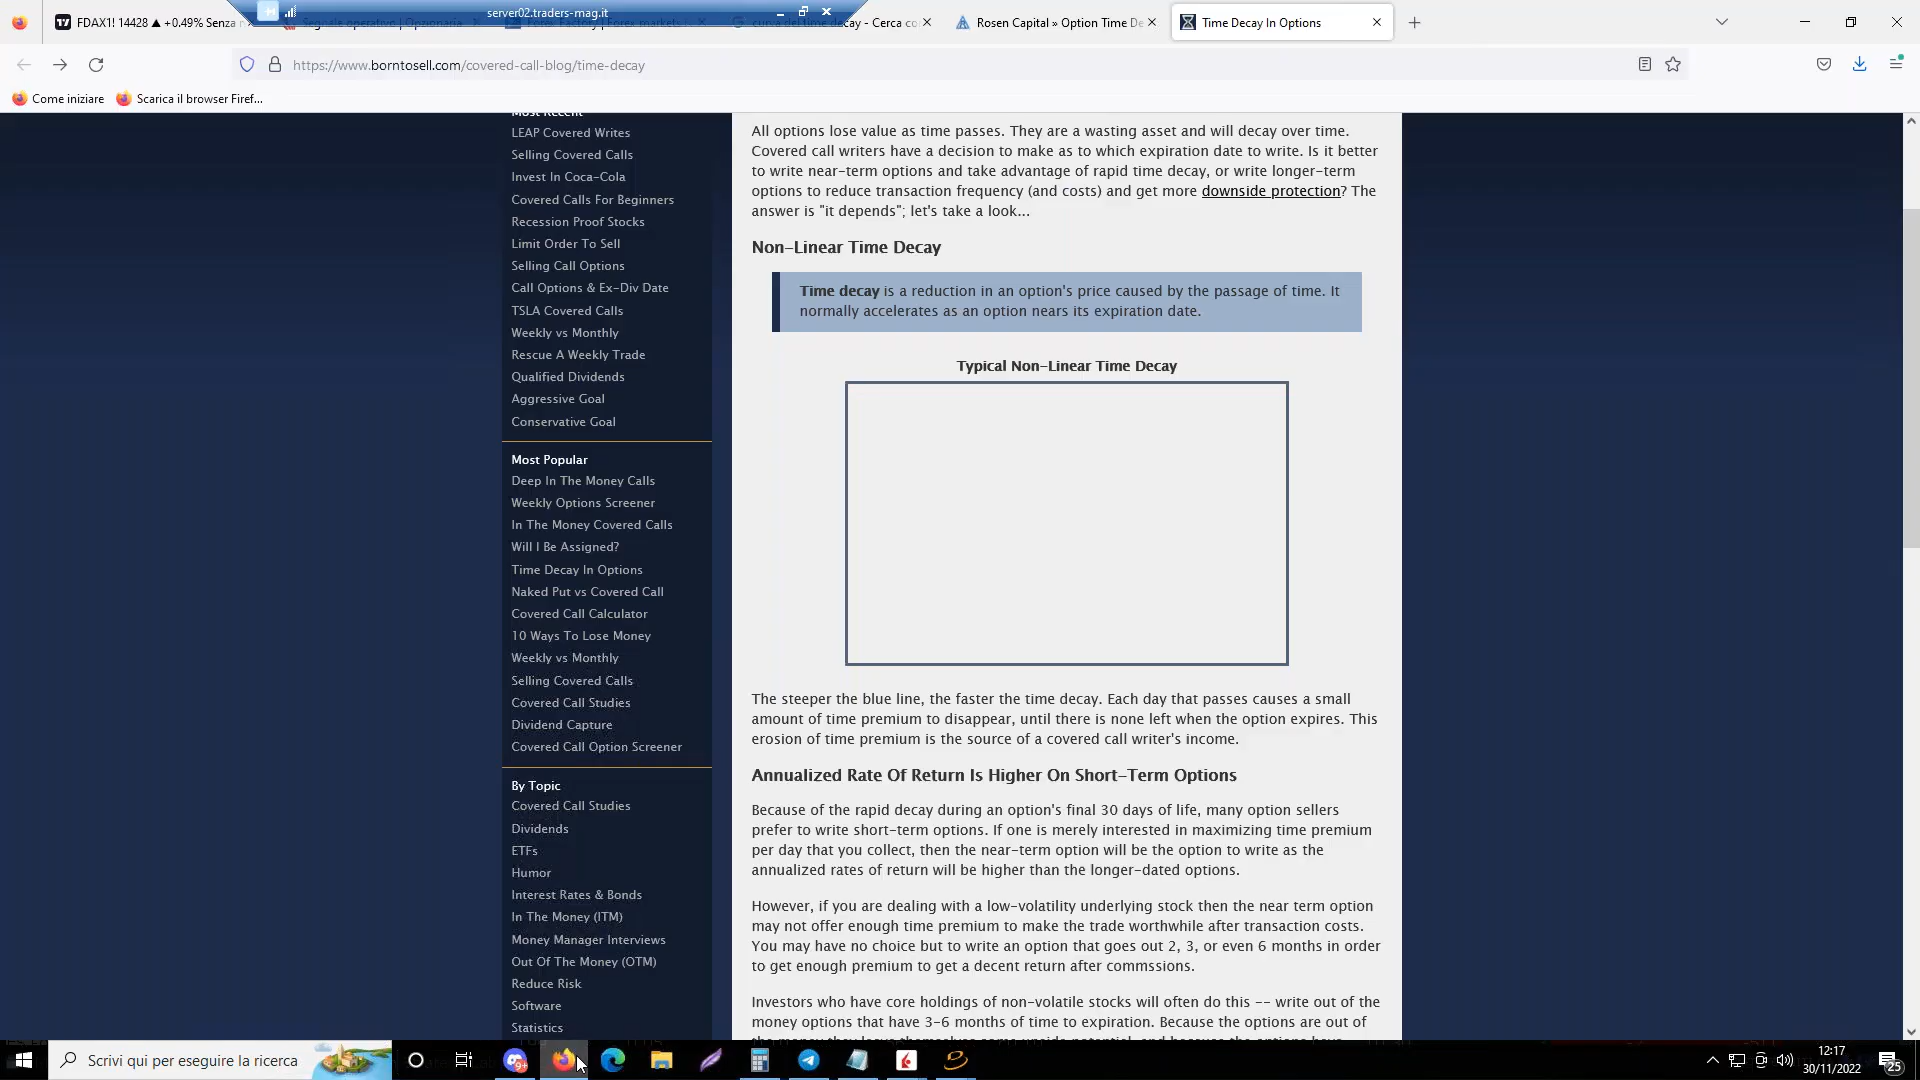 server02.traders-mag.it
FDAX1! 14428 ▲ +0.49% Senza
Segnate operativo | Opzionaria
Forex Factory | Forex markets
curva del time decay - Cerca co
Rosen Capital » Option Time De
Time Decay In Options
https://www.borntosell.com/covered-call-blog/time-decay
Come iniziare
Scarica il browser Firef...
Most Recent
LEAP Covered Writes
Selling Covered Calls
Invest In Coca-Cola
Covered Calls For Beginners
Recession Proof Stocks
Limit Order To Sell
Selling Call Options
Call Options & Ex-Div Date
TSLA Covered Calls
Weekly vs Monthly
Rescue A Weekly Trade
Qualified Dividends
Aggressive Goal
Conservative Goal
Most Popular
Deep In The Money Calls
Weekly Options Screener
In The Money Covered Calls
Will I Be Assigned?
Time Decay In Options
Naked Put vs Covered Call
Covered Call Calculator
10 Ways To Lose Money
Weekly vs Monthly
Selling Covered Calls
Covered Call Studies
Dividend Capture
Covered Call Option Screener
By Topic
Covered Call Studies
Dividends
ETFs
Humor
Interest Rates & Bonds
In The Money (ITM)
Money Manager Interviews
Out Of The Money (OTM)
Reduce Risk
Software
Statistics
All options lose value as time passes. They are a wasting asset and will decay over time.
Covered call writers have a decision to make as to which expiration date to write. Is it better
to write near-term options and take advantage of rapid time decay, or write longer-term
options to reduce transaction frequency (and costs) and get more downside protection? The
answer is "it depends"; let's take a look...
Non-Linear Time Decay
Time decay is a reduction in an option's price caused by the passage of time. It
normally accelerates as an option nears its expiration date.
Typical Non-Linear Time Decay
The steeper the blue line, the faster the time decay. Each day that passes causes a small
amount of time premium to disappear, until there is none left when the option expires. This
erosion of time premium is the source of a covered call writer's income.
Annualized Rate Of Return Is Higher On Short-Term Options
Because of the rapid decay during an option's final 30 days of life, many option sellers
prefer to write short-term options. If one is merely interested in maximizing time premium
per day that you collect, then the near-term option will be the option to write as the
annualized rates of return will be higher than the longer-dated options.
However, if you are dealing with a low-volatility underlying stock then the near term option
may not offer enough time premium to make the trade worthwhile after transaction costs.
You may have no choice but to write an option that goes out 2, 3, or even 6 months in order
to get enough premium to get a decent return after commssions.
Investors who have core holdings of non-volatile stocks will often do this -- write out of the
money options that have 3-6 months of time to expiration. Because the options are out of
Scrivi qui per eseguire la ricerca
9+
12:17
30/11/2022
25